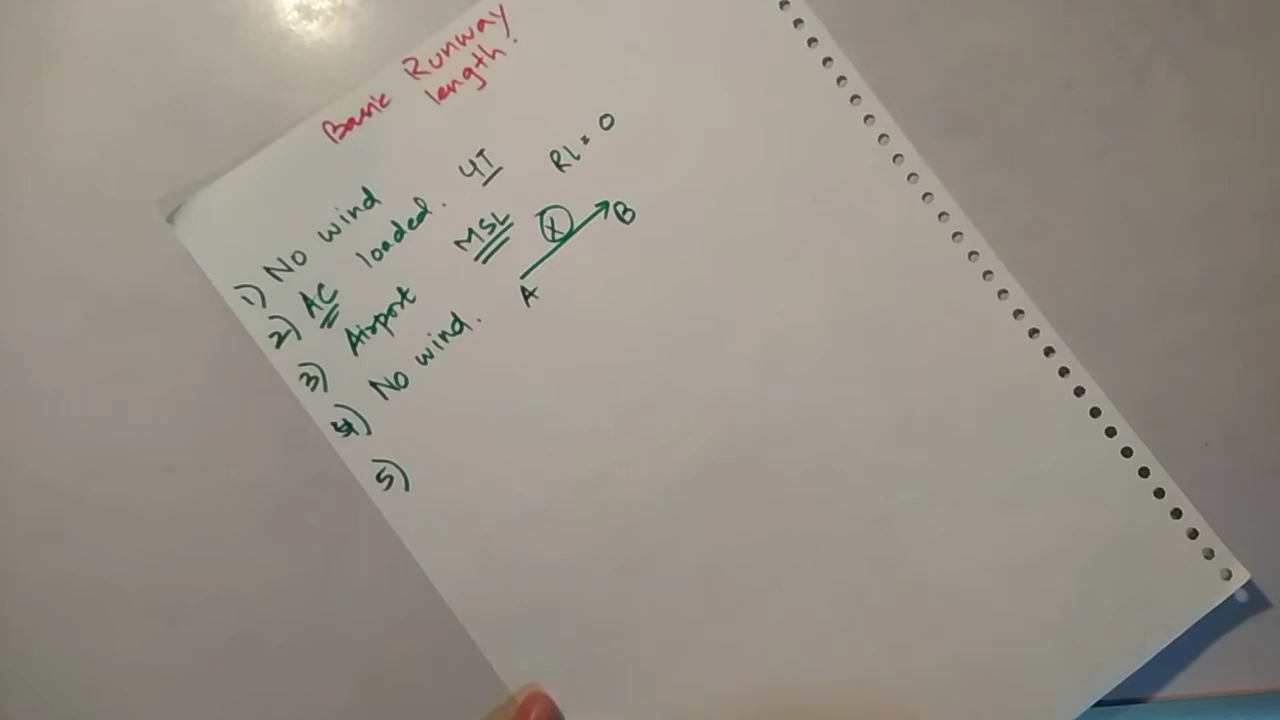 Basic Runway
length.
1) No wind
2) AC loaded. 4T
3) Airport MSL RL = 0
4) No wind. A X B
5)